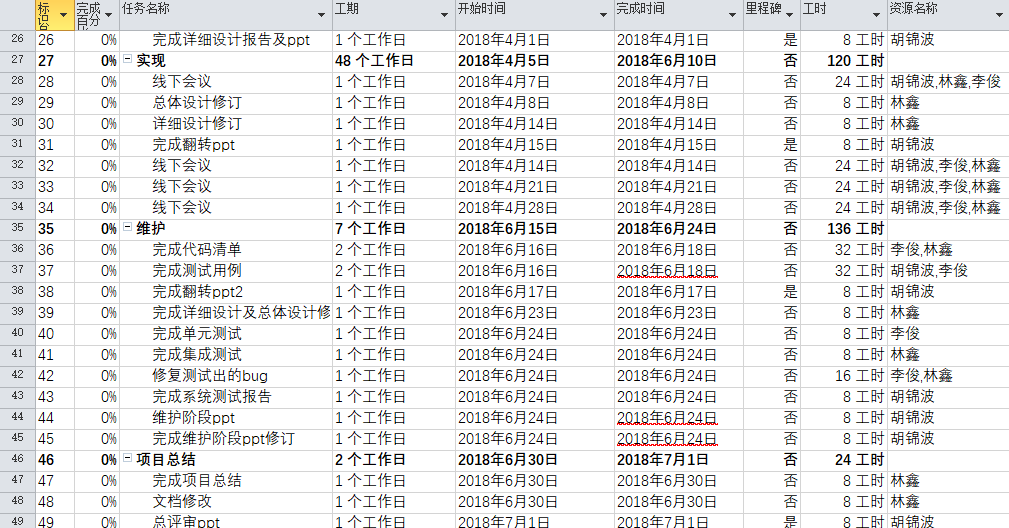 标识号 完成百分 任务名称 工期 开始时间 完成时间 里程碑 工时 资源名称
26 26 0% 完成详细设计报告及ppt 1 个工作日 2018年4月1日 2018年4月1日 是 8 工时 胡锦波
27 27 0% 实现 48 个工作日 2018年4月5日 2018年6月10日 否 120 工时
28 28 0% 线下会议 1 个工作日 2018年4月7日 2018年4月7日 否 24 工时 胡锦波,林鑫,李俊
29 29 0% 总体设计修订 1 个工作日 2018年4月8日 2018年4月8日 否 8 工时 林鑫
30 30 0% 详细设计修订 1 个工作日 2018年4月14日 2018年4月14日 否 8 工时 林鑫
31 31 0% 完成翻转ppt 1 个工作日 2018年4月15日 2018年4月15日 是 8 工时 胡锦波
32 32 0% 线下会议 1 个工作日 2018年4月14日 2018年4月14日 否 24 工时 胡锦波,李俊,林鑫
33 33 0% 线下会议 1 个工作日 2018年4月21日 2018年4月21日 否 24 工时 胡锦波,李俊,林鑫
34 34 0% 线下会议 1 个工作日 2018年4月28日 2018年4月28日 否 24 工时 胡锦波,李俊,林鑫
35 35 0% 维护 7 个工作日 2018年6月15日 2018年6月24日 否 136 工时
36 36 0% 完成代码清单 2 个工作日 2018年6月16日 2018年6月18日 否 32 工时 李俊,林鑫
37 37 0% 完成测试用例 2 个工作日 2018年6月16日 2018年6月18日 否 32 工时 胡锦波,李俊
38 38 0% 完成翻转ppt2 1 个工作日 2018年6月17日 2018年6月17日 是 8 工时 胡锦波
39 39 0% 完成详细设计及总体设计修 1 个工作日 2018年6月23日 2018年6月23日 否 8 工时 林鑫
40 40 0% 完成单元测试 1 个工作日 2018年6月24日 2018年6月24日 否 8 工时 李俊
41 41 0% 完成集成测试 1 个工作日 2018年6月24日 2018年6月24日 否 8 工时 林鑫
42 42 0% 修复测试出的bug 1 个工作日 2018年6月24日 2018年6月24日 否 16 工时 李俊,林鑫
43 43 0% 完成系统测试报告 1 个工作日 2018年6月24日 2018年6月24日 否 8 工时 胡锦波
44 44 0% 维护阶段ppt 1 个工作日 2018年6月24日 2018年6月24日 否 8 工时 胡锦波
45 45 0% 完成维护阶段ppt修订 1 个工作日 2018年6月24日 2018年6月24日 否 8 工时 胡锦波
46 46 0% 项目总结 2 个工作日 2018年6月30日 2018年7月1日 否 24 工时
47 47 0% 完成项目总结 1 个工作日 2018年6月30日 2018年6月30日 否 8 工时 林鑫
48 48 0% 文档修改 1 个工作日 2018年6月30日 2018年6月30日 否 8 工时 林鑫
49 49 0% 总评审ppt 1 个工作日 2018年7月1日 2018年7月1日 是 8 工时 胡锦波